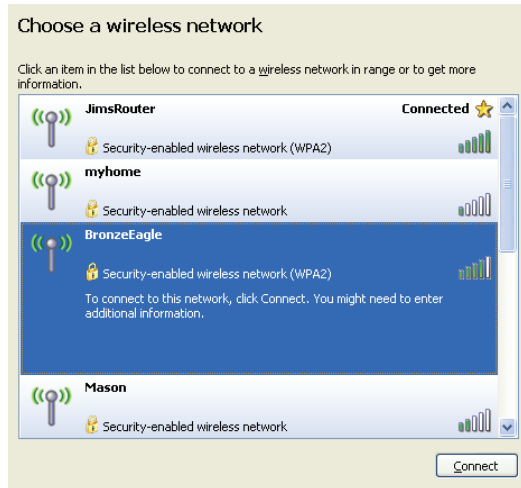 Choose a wireless network
Click an item in the list below to connect to a wireless network in range or to get more
information.
JimsRouter Connected
Security-enabled wireless network (WPA2)
myhome
Security-enabled wireless network
BronzeEagle
Security-enabled wireless network (WPA2)
To connect to this network, click Connect. You might need to enter
additional information.
Mason
Security-enabled wireless network
Connect